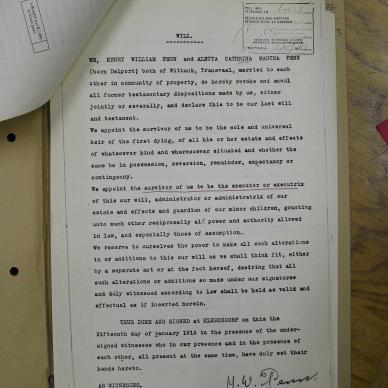 WILL.
WE, HENRY WILLIAM PENN and ALETTA CATHRINA MARTHA PENN
(born Delport) both of Witbank, Transvaal, married to each
other in community of property, do hereby revoke and annul
all former testamentary dispositions made by us, either
jointly or severally, and declare this to be our last will
and testament.
We appoint the survivor of us to be the sole and universal
heir of the first dying, of all his or her estate and effects
of whatsoever kind and wheresoever situated and whether the
same be in possession, reversion, remainder, expectancy or
contingency.
We appoint the survivor of us to be the executor or executrix
of this our will, administrator or administratrix of our
estate and effects and guardian of our minor children, granting
unto each other reciprocally all power and authority allowed
in law, and especially those of assumption.
We reserve to ourselves the power to make all such alterations
in or additions to this our will as we shall think fit, either
by a separate act or at the foot hereof, desiring that all
such alterations or additions so made under our signatures
and duly witnessed according to law shall be held as valid and
effectual as if inserted herein.
THUS DONE AND SIGNED at KLERKSDORP on this
Fifteenth day of January 1916 in the presence of the under-
signed witnesses who in our presence and in the presence of
each other, all present at the same time, have duly set their
hands hereto.
AS WITNESSES.
H.W. Penn.